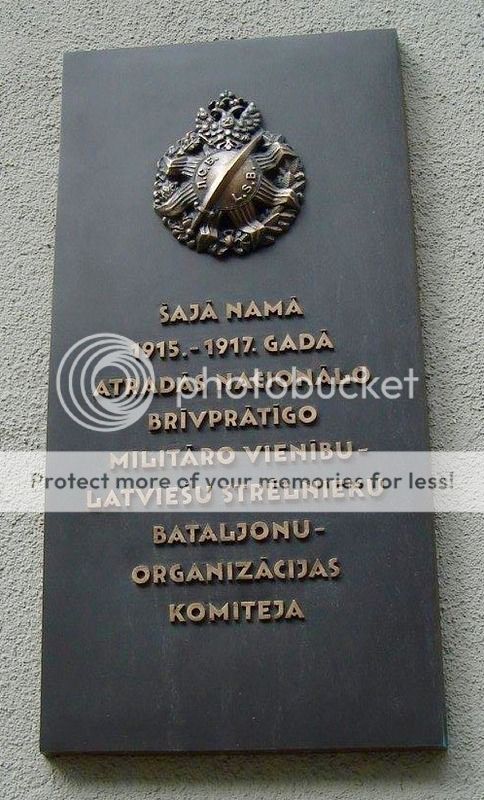 П.С.Б.
L.S.B.
ŠAJĀ NAMĀ
1915.-1917. GADĀ
ATRADĀS NACIONĀLO
photobucket
BRĪVPRĀTĪGO
MILITĀRO VIENĪBU-
Protect more of your memories for less!
LATVIEŠU STRĒLNIEKU
BATALJONU-
ORGANIZĀCIJAS
KOMITEJA